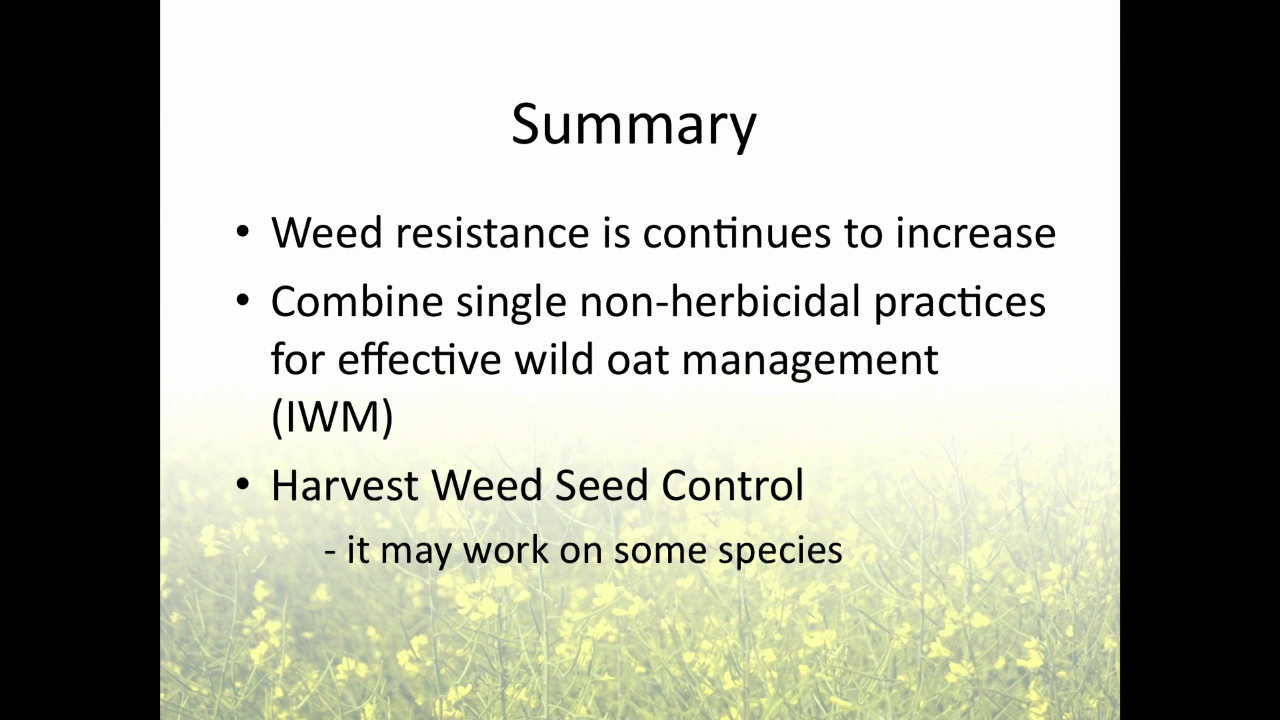 Summary
• Weed resistance is continues to increase
• Combine single non-herbicidal practices
for effective wild oat management
(IWM)
• Harvest Weed Seed Control
- it may work on some species